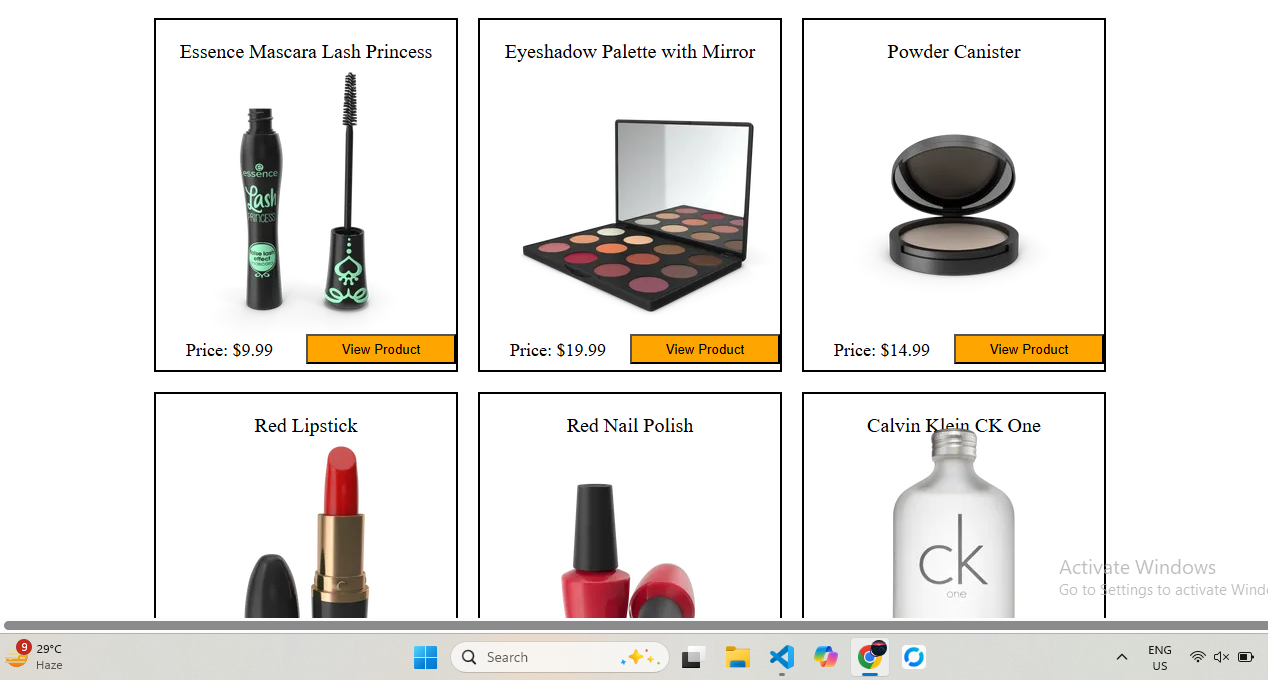 Essence Mascara Lash Princess
Eyeshadow Palette with Mirror
Powder Canister
essence
Lash
PRINCESS
false lash
effect
Price: $9.99
View Product
Price: $19.99
View Product
Price: $14.99
View Product
Red Lipstick
Red Nail Polish
Calvin Klein CK One
ck
one
Activate Windows
Go to Settings to activate Wind
9
29°C
Haze
Search
ENG
US